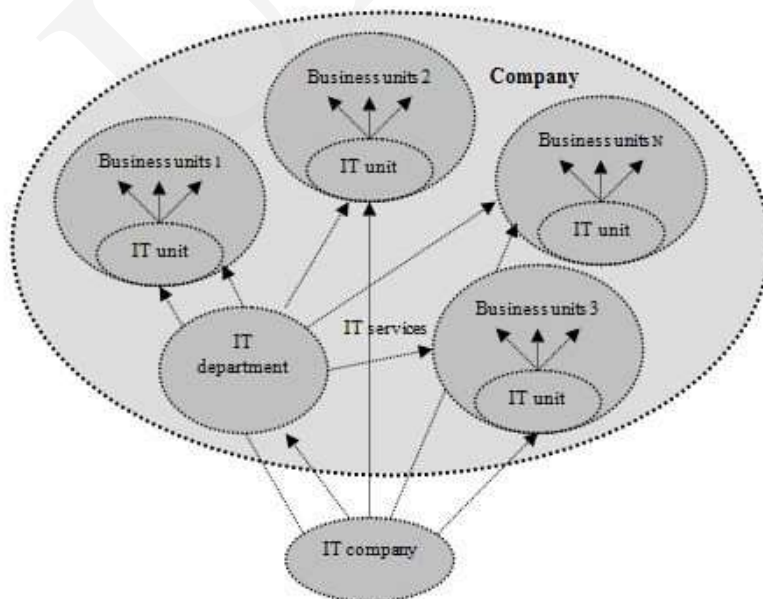 Business units 2
Company
Business units N
Business units 1
IT unit
IT unit
IT unit
IT services
Business units 3
IT
department
IT unit
IT company